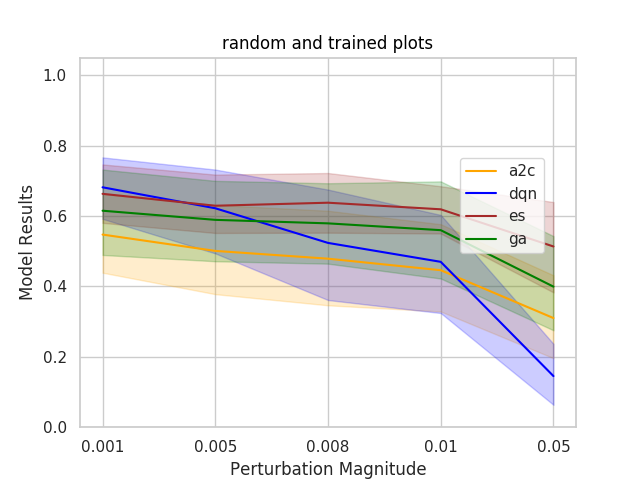 random and trained plots
1.0
0.8
0.6
0.4
0.2
0.0
Model Results
a2c
dqn
es
ga
0.001 0.005 0.008 0.01 0.05
Perturbation Magnitude